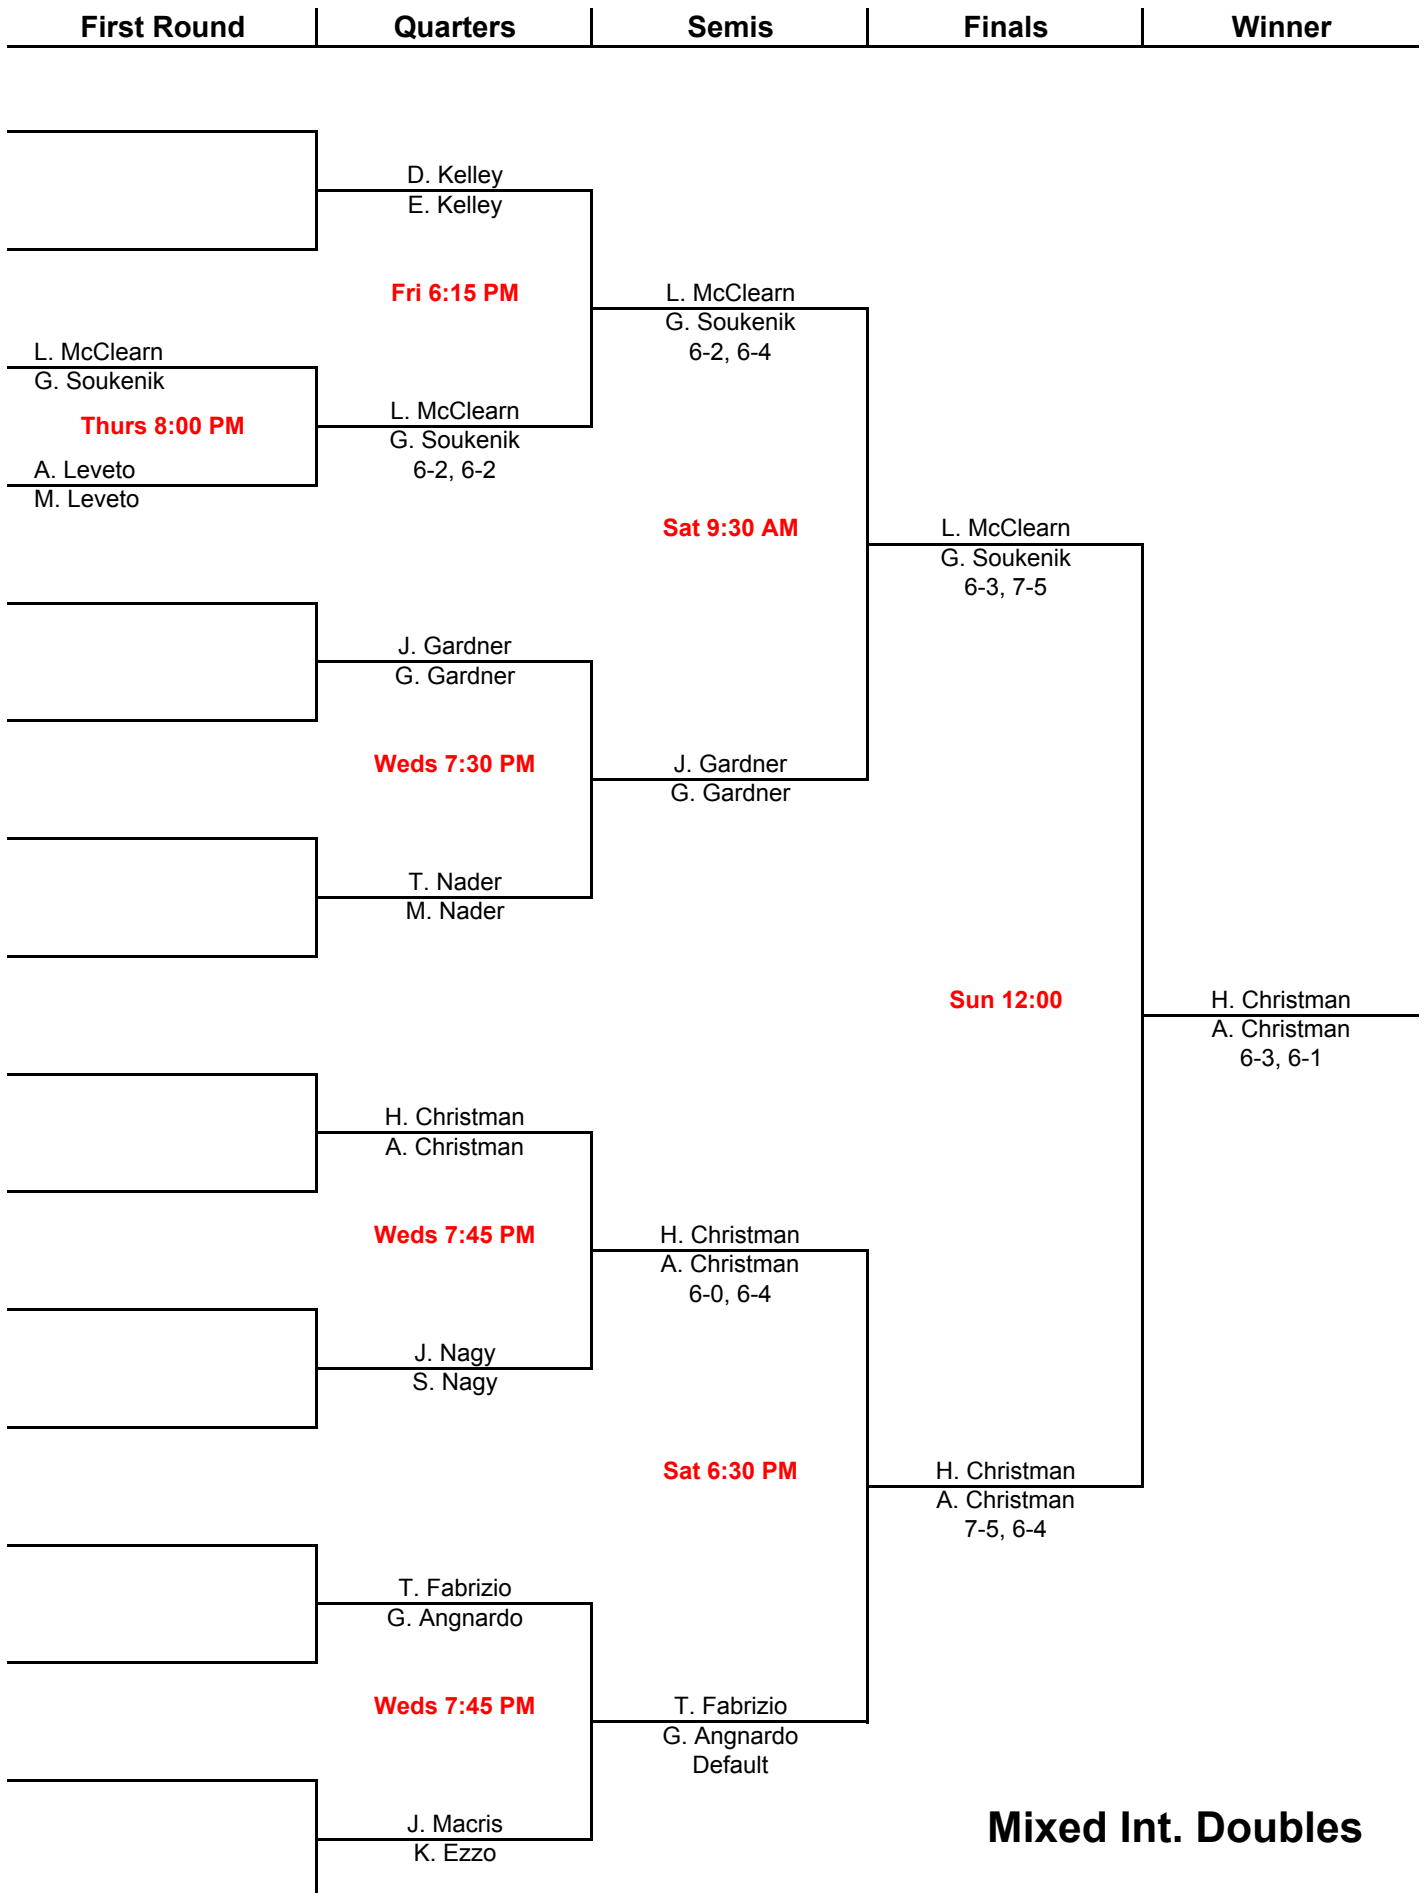 First Round
Quarters
Semis
Finals
Winner
D. Kelley
E. Kelley
Fri 6:15 PM
L. McClearn
G. Soukenik
6-2, 6-4
L. McClearn
G. Soukenik
Thurs 8:00 PM
A. Leveto
M. Leveto
L. McClearn
G. Soukenik
6-2, 6-2
Sat 9:30 AM
L. McClearn
G. Soukenik
6-3, 7-5
J. Gardner
G. Gardner
Weds 7:30 PM
J. Gardner
G. Gardner
T. Nader
M. Nader
Sun 12:00
H. Christman
A. Christman
6-3, 6-1
H. Christman
A. Christman
Weds 7:45 PM
H. Christman
A. Christman
6-0, 6-4
J. Nagy
S. Nagy
Sat 6:30 PM
H. Christman
A. Christman
7-5, 6-4
T. Fabrizio
G. Angnardo
Weds 7:45 PM
T. Fabrizio
G. Angnardo
Default
J. Macris
K. Ezzo
Mixed Int. Doubles